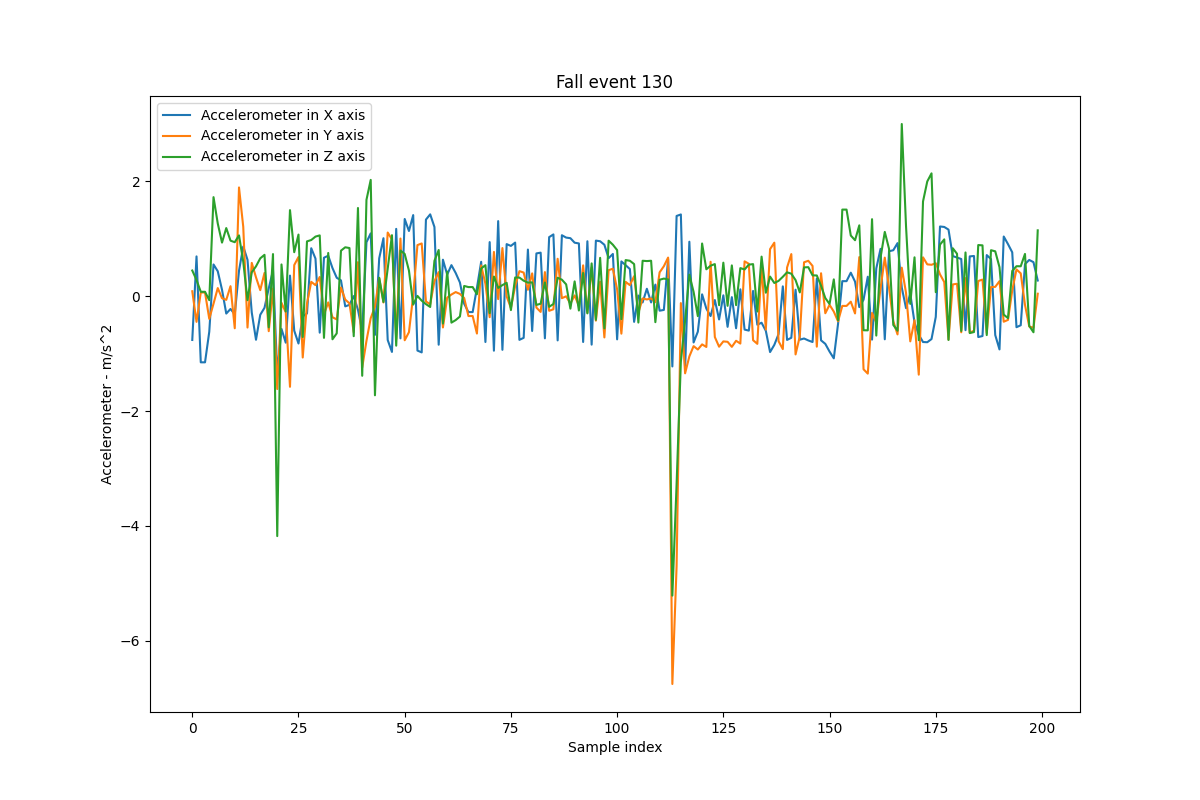 Fall event 130
Accelerometer in X axis
Accelerometer in Y axis
Accelerometer in Z axis
Accelerometer - m/s^2
2
0
−2
−4
−6
0 25 50 75 100 125 150 175 200
Sample index